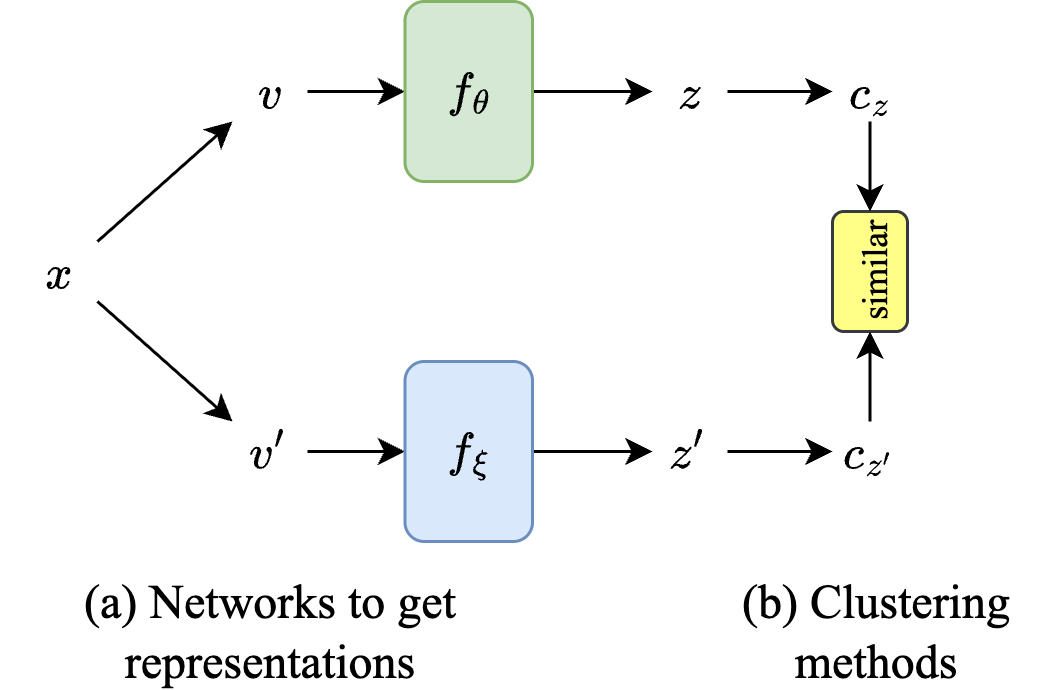 v
f_θ
z
c_z
x
similar
v′
f_ξ
z′
c_z′
(a) Networks to get
representations
(b) Clustering
methods